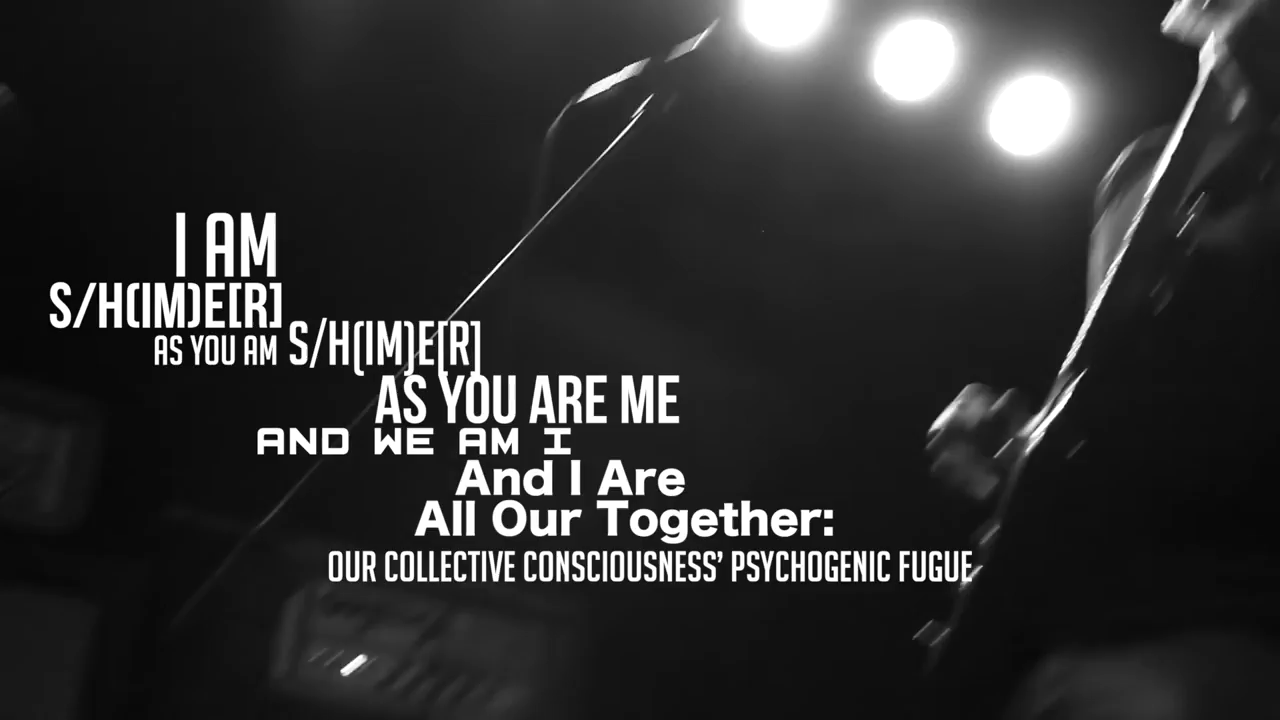 I AM
S/H(IM)E[R]
AS YOU AM S/H(IM)E[R]
AS YOU ARE ME
AND WE AM I
And I Are
All Our Together:
OUR COLLECTIVE CONSCIOUSNESS' PSYCHOGENIC FUGUE